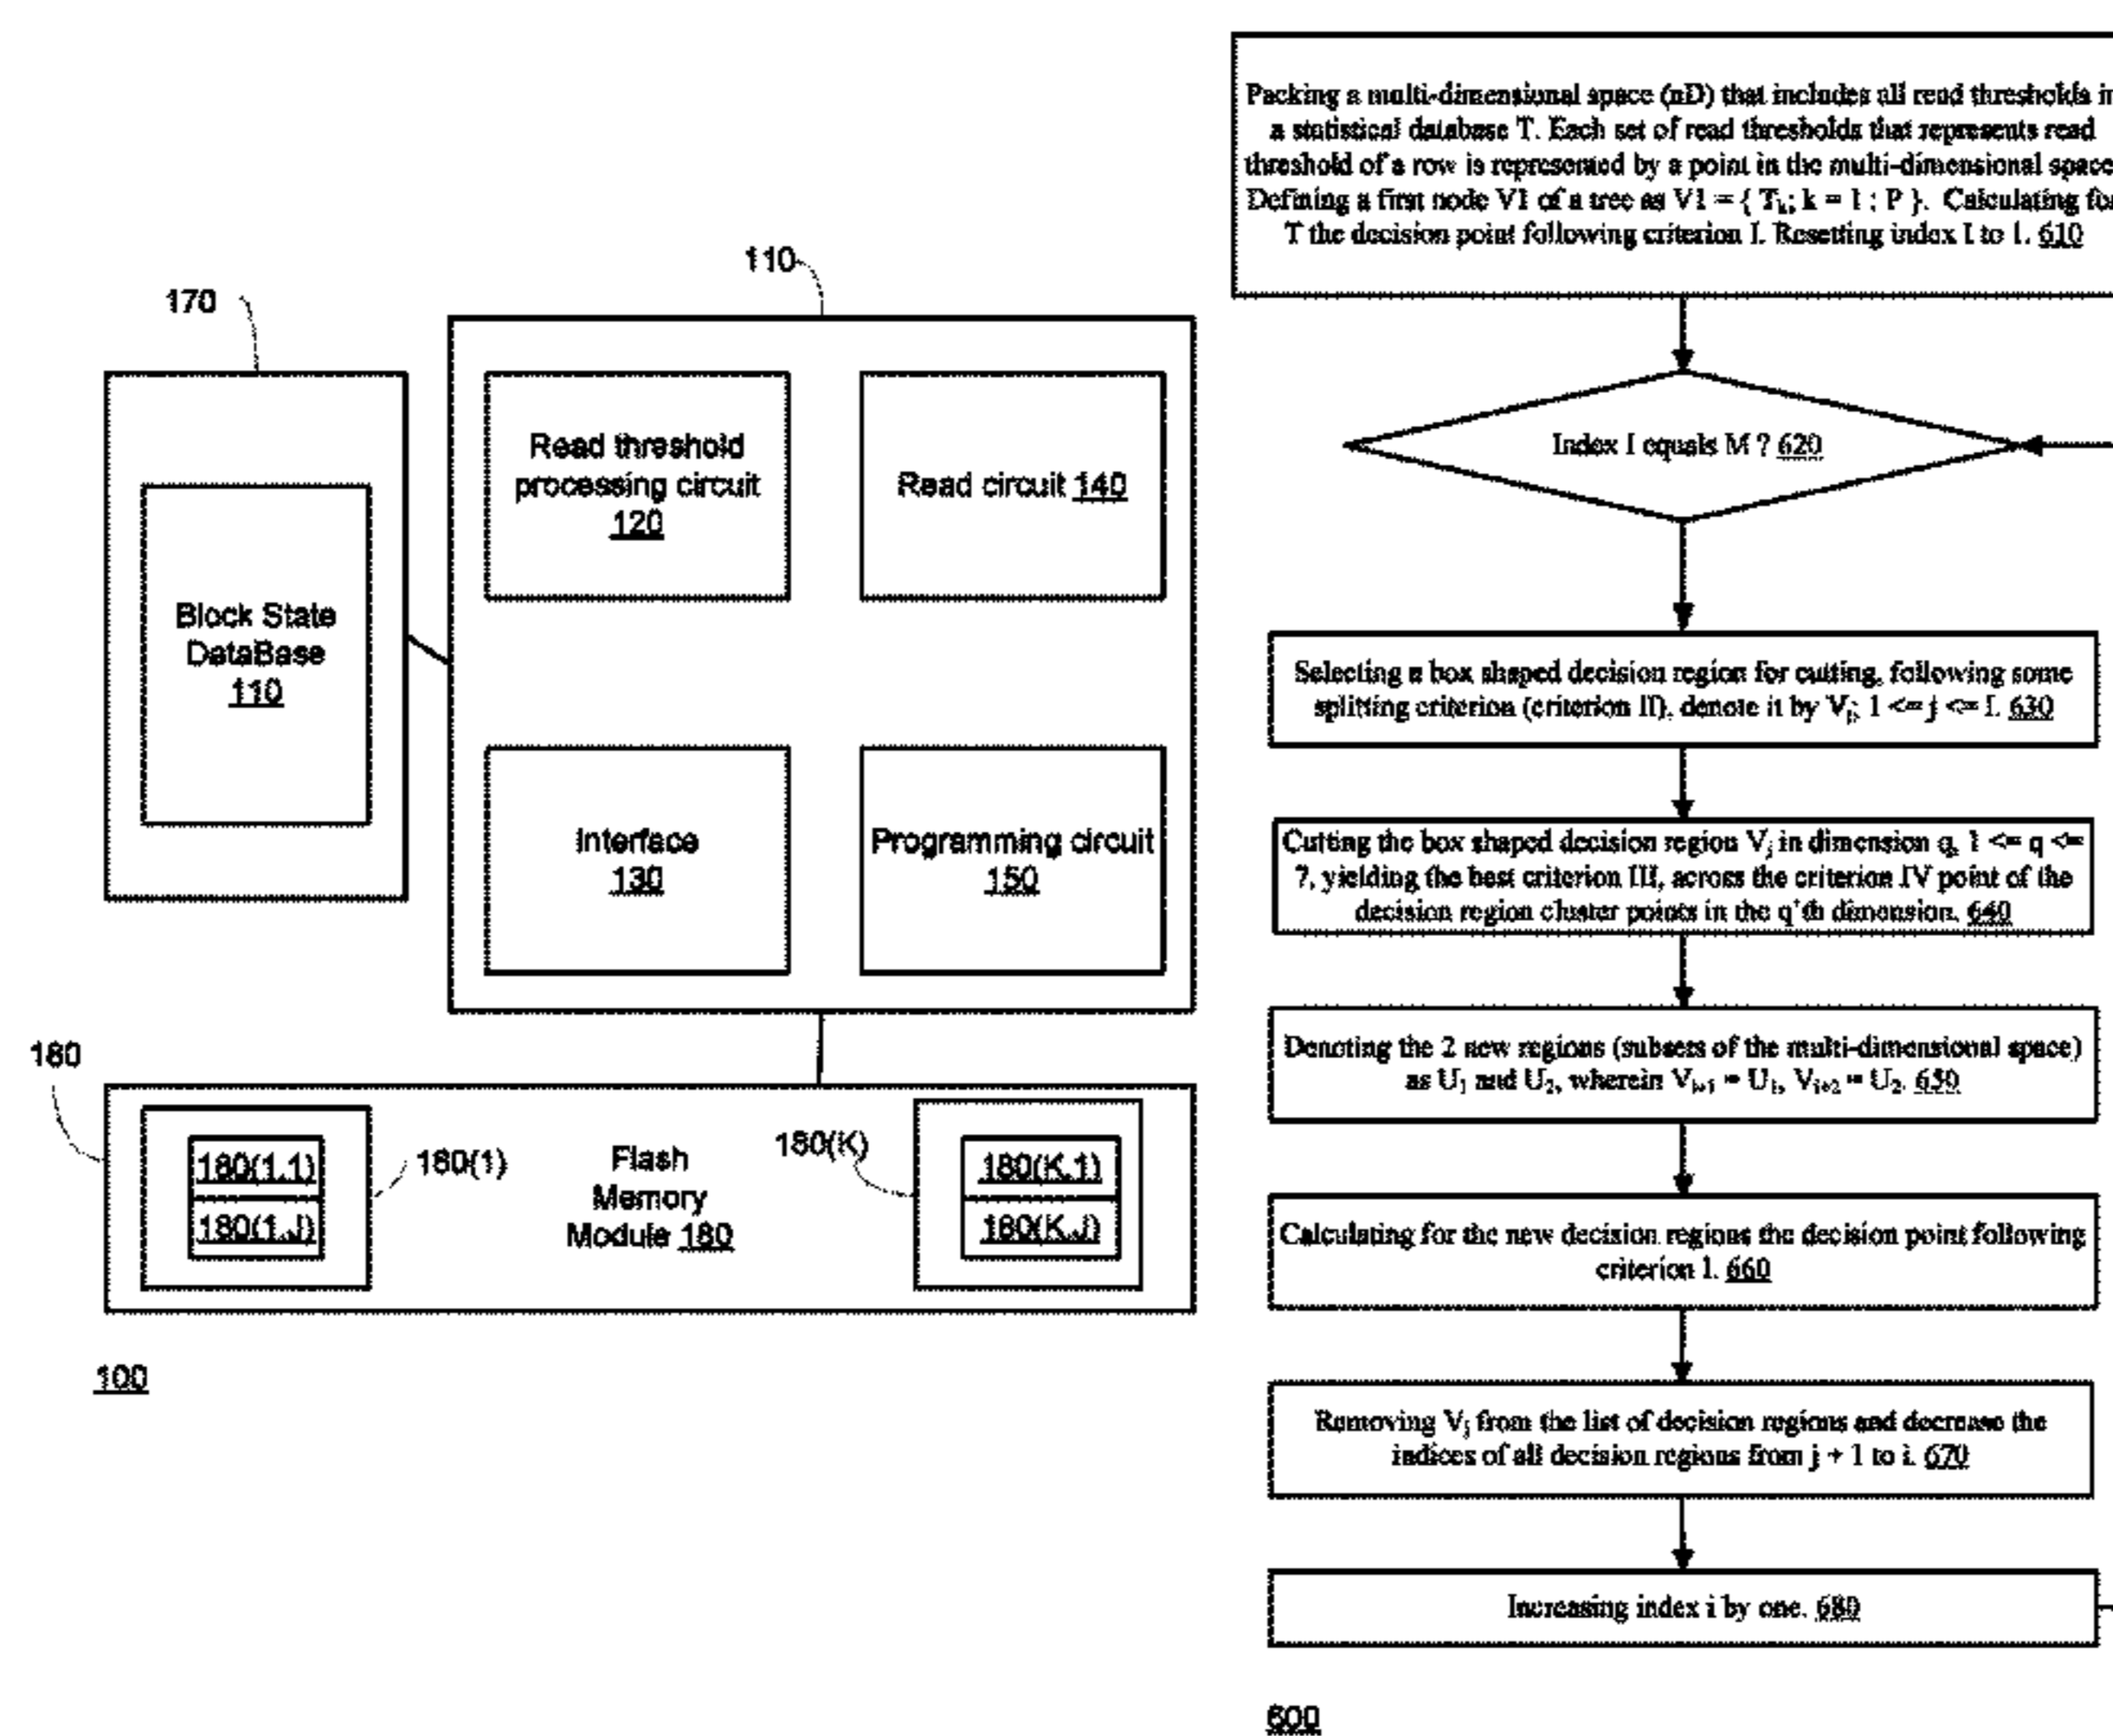 110
170
Read threshold
processing circuit
120
Read circuit 140
Block State
DataBase
110
Interface
130
Programming circuit
150
180
180(1,1)
180(1,J)
180(1)
Flash
Memory
Module 180
180(K)
180(K,1)
180(K,J)
100
Packing a multi-dimensional space (nD) that includes all read thresholds in
a statistical database T. Each set of read thresholds that represents read
threshold of a row is represented by a point in the multi-dimensional space
Defining a first node V1 of a tree as V1 = { Tk; k = 1 : P }. Calculating for
T the decision point following criterion I. Resetting index I to 1. 610
Index I equals M ? 620
Selecting a box shaped decision region for cutting, following some
splitting criterion (criterion II), denote it by Vj; 1 <= j <= I. 630
Cutting the box shaped decision region Vj in dimension q, 1 <= q <=
7, yielding the best criterion III, across the criterion IV point of the
decision region cluster points in the q'th dimension. 640
Denoting the 2 new regions (subsets of the multi-dimensional space)
as U1 and U2, wherein Vi+1 = U1, Vi+2 = U2. 650
Calculating for the new decision regions the decision point following
criterion I. 660
Removing Vj from the list of decision regions and decrease the
indices of all decision regions from j + 1 to i. 670
Increasing index i by one. 680
600